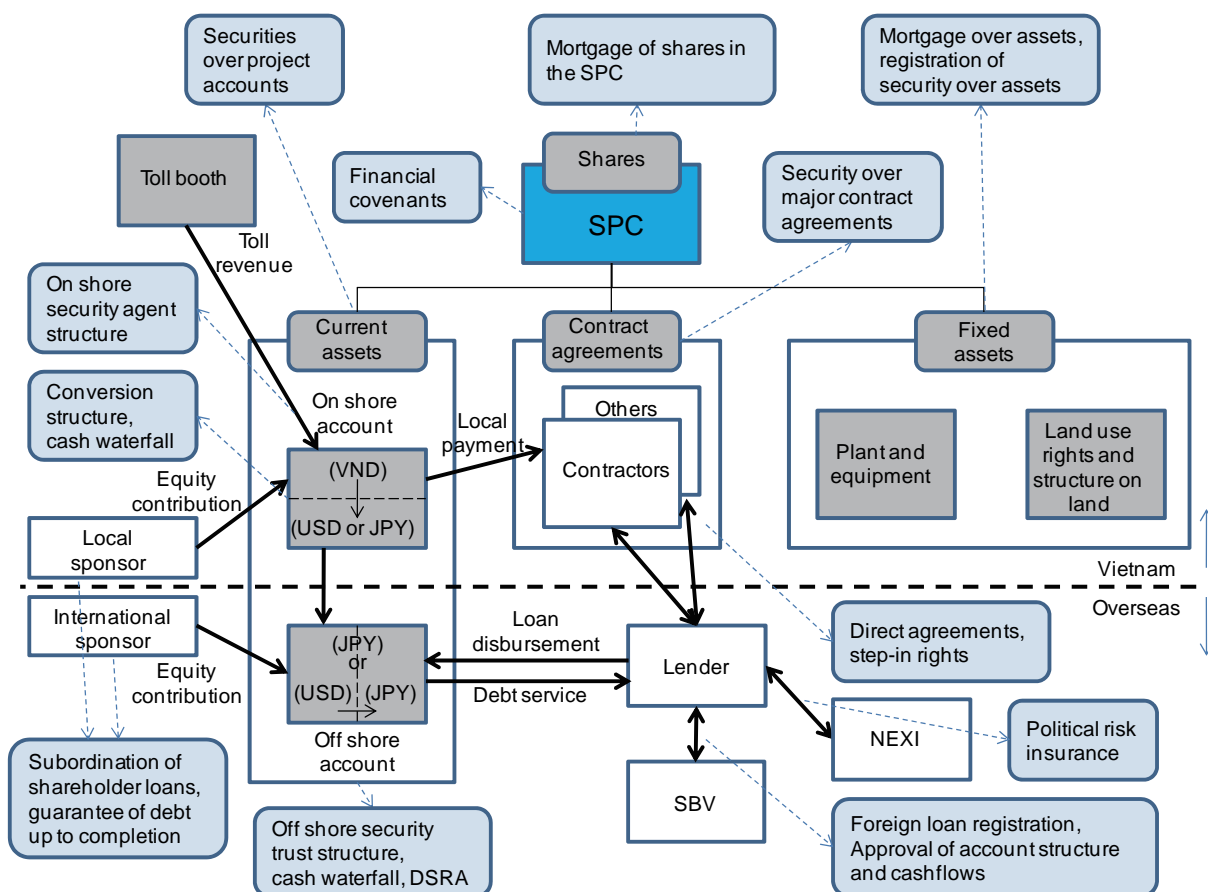 Securities
over project
accounts
Mortgage of shares in
the SPC
Mortgage over assets,
registration of
security over assets
Toll booth
Financial
covenants
Shares
SPC
Security over
major contract
agreements
Toll
revenue
On shore
security agent
structure
Current
assets
Contract
agreements
Fixed
assets
Conversion
structure,
cash waterfall
On shore
account
Local
payment
Others
Contractors
Plant and
equipment
Land use
rights and
structure on
land
(VND)
(USD or JPY)
Equity
contribution
Local
sponsor
Vietnam
Overseas
International
sponsor
Equity
contribution
(JPY)
or
(USD) (JPY)
Off shore
account
Loan
disbursement
Debt service
Lender
Direct agreements,
step-in rights
NEXI
Political risk
insurance
SBV
Subordination of
shareholder loans,
guarantee of debt
up to completion
Off shore security
trust structure,
cash waterfall, DSRA
Foreign loan registration,
Approval of account structure
and cashflows